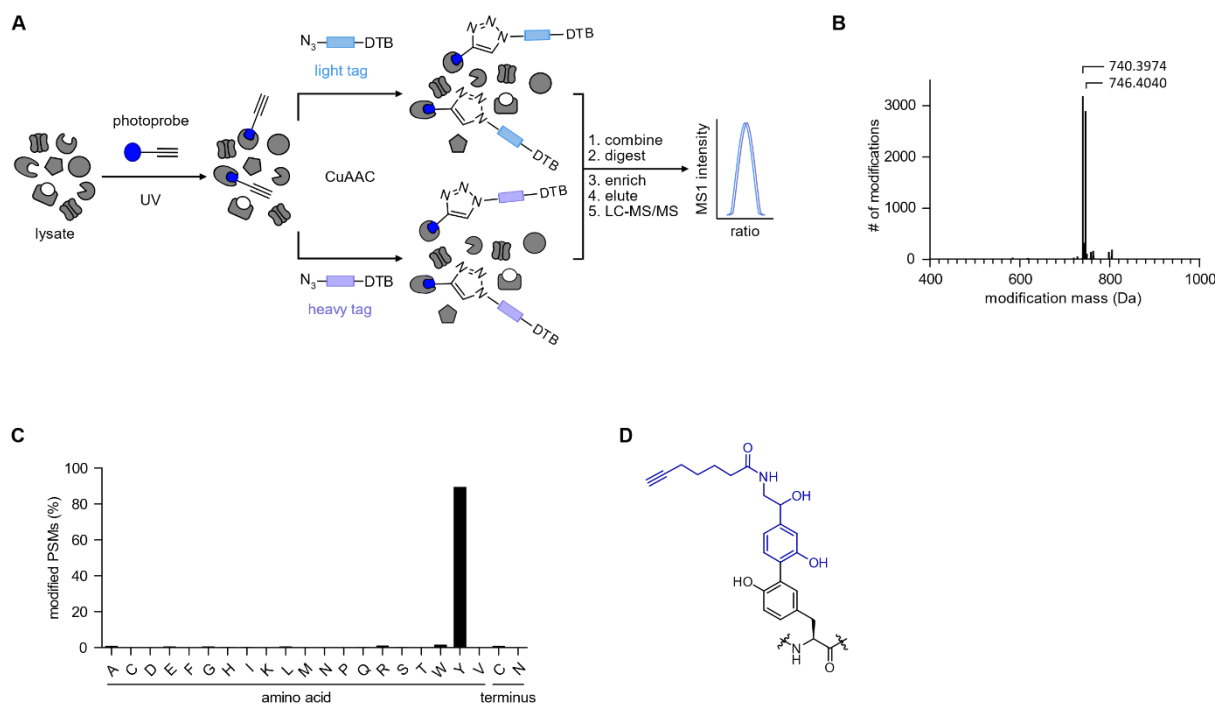 A
N3
DTB
light tag
N
N
N
DTB
N
N
N
DTB
photoprobe
UV
lysate
CuAAC
N3
DTB
heavy tag
N
N
N
DTB
N
N
N
DTB
1. combine
2. digest
3. enrich
4. elute
5. LC-MS/MS
MS1 intensity
ratio
B
740.3974
746.4040
# of modifications
3000
2000
1000
0
400 600 800 1000
modification mass (Da)
C
modified PSMs (%)
100
80
60
40
20
0
A C D E F G H I K L M N P Q R S T W Y V C N
amino acid terminus
D
O
NH
OH
OH
HO
N
H
O